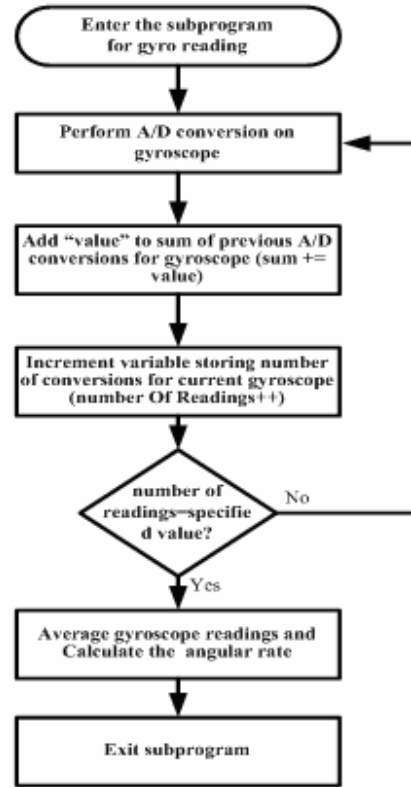 Enter the subprogram
for gyro reading
Perform A/D conversion on
gyroscope
Add “value” to sum of previous A/D
conversions for gyroscope (sum +=
value)
Increment variable storing number
of conversions for current gyroscope
(number Of Readings++)
number of
readings=specifie
d value?
No
Yes
Average gyroscope readings and
Calculate the angular rate
Exit subprogram